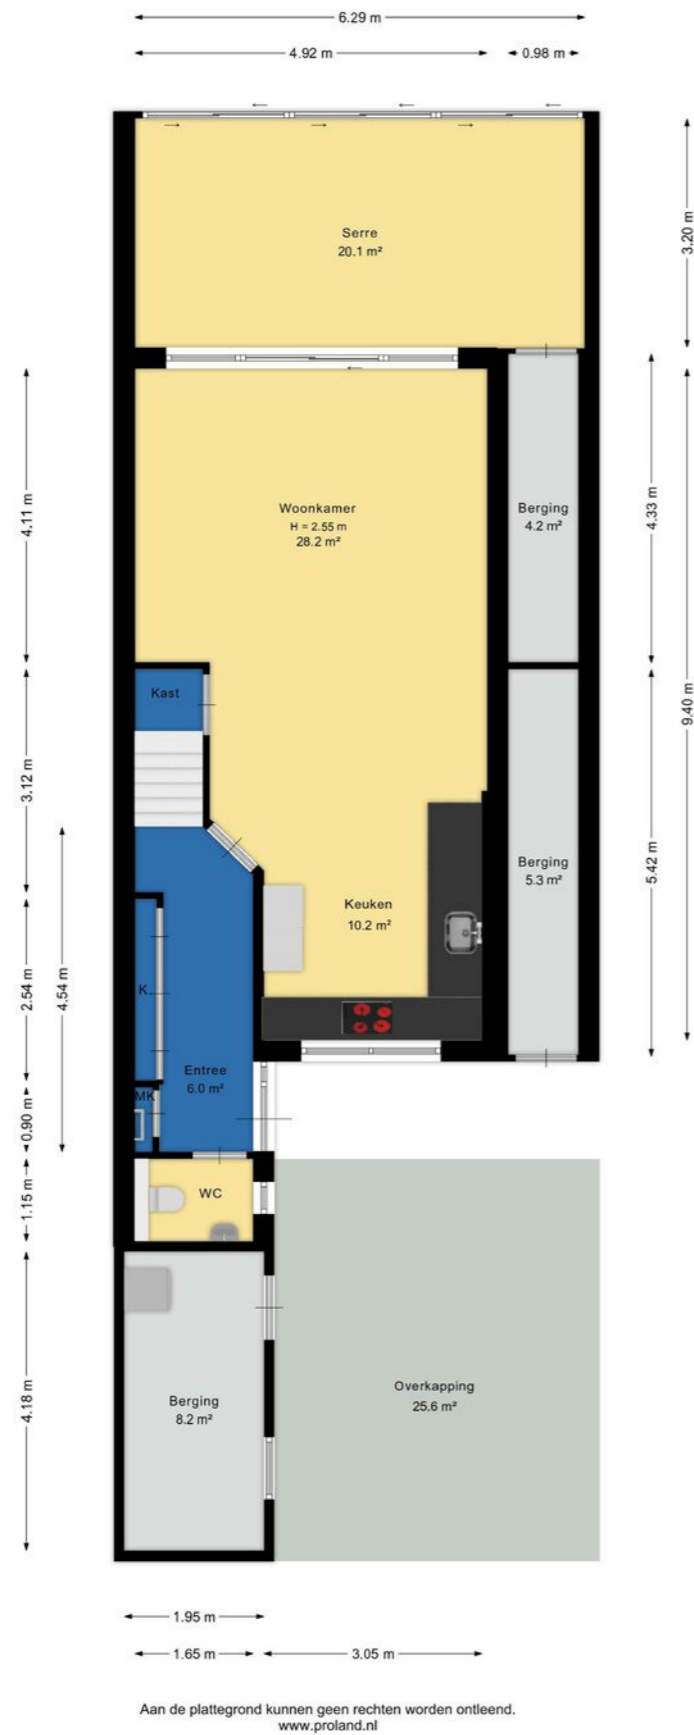 6.29 m
4.92 m
0.98 m
3.20 m
Serre
20.1 m²
4.11 m
Woonkamer
H = 2.55 m
28.2 m²
Berging
4.2 m²
4.33 m
9.40 m
Kast
3.12 m
Berging
5.3 m²
5.42 m
Keuken
10.2 m²
2.54 m
4.54 m
K
Entree
6.0 m²
MK
0.90 m
1.15 m
WC
4.18 m
Berging
8.2 m²
Overkapping
25.6 m²
1.95 m
1.65 m
3.05 m
Aan de plattegrond kunnen geen rechten worden ontleend.
www.proland.nl